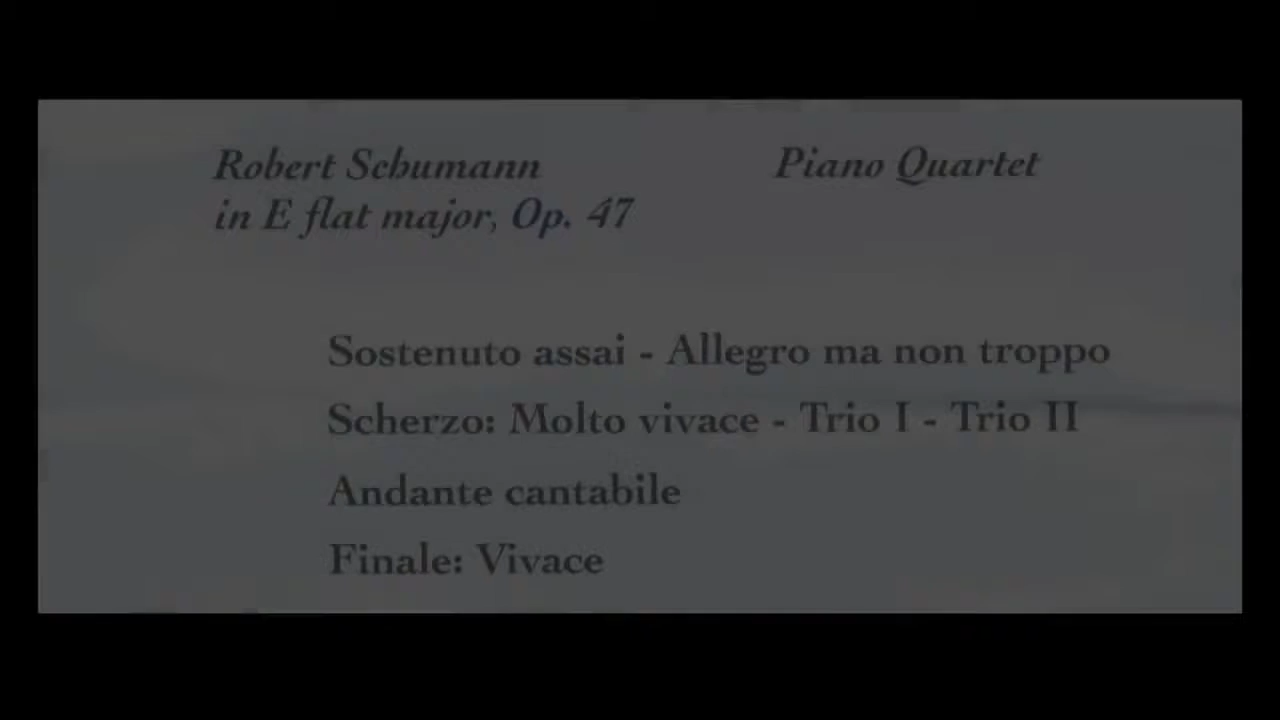 Robert Schumann Piano Quartet
in E flat major, Op. 47
Sostenuto assai - Allegro ma non troppo
Scherzo: Molto vivace - Trio I - Trio II
Andante cantabile
Finale: Vivace